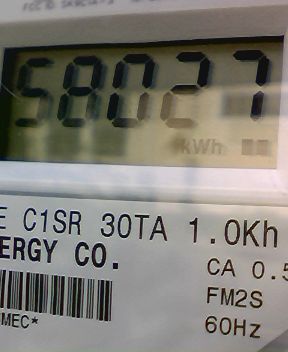 58027
kWh
E C1SR 30TA 1.0Kh
ERGY CO.
CA 0.5
FM2S
MEC*
60Hz